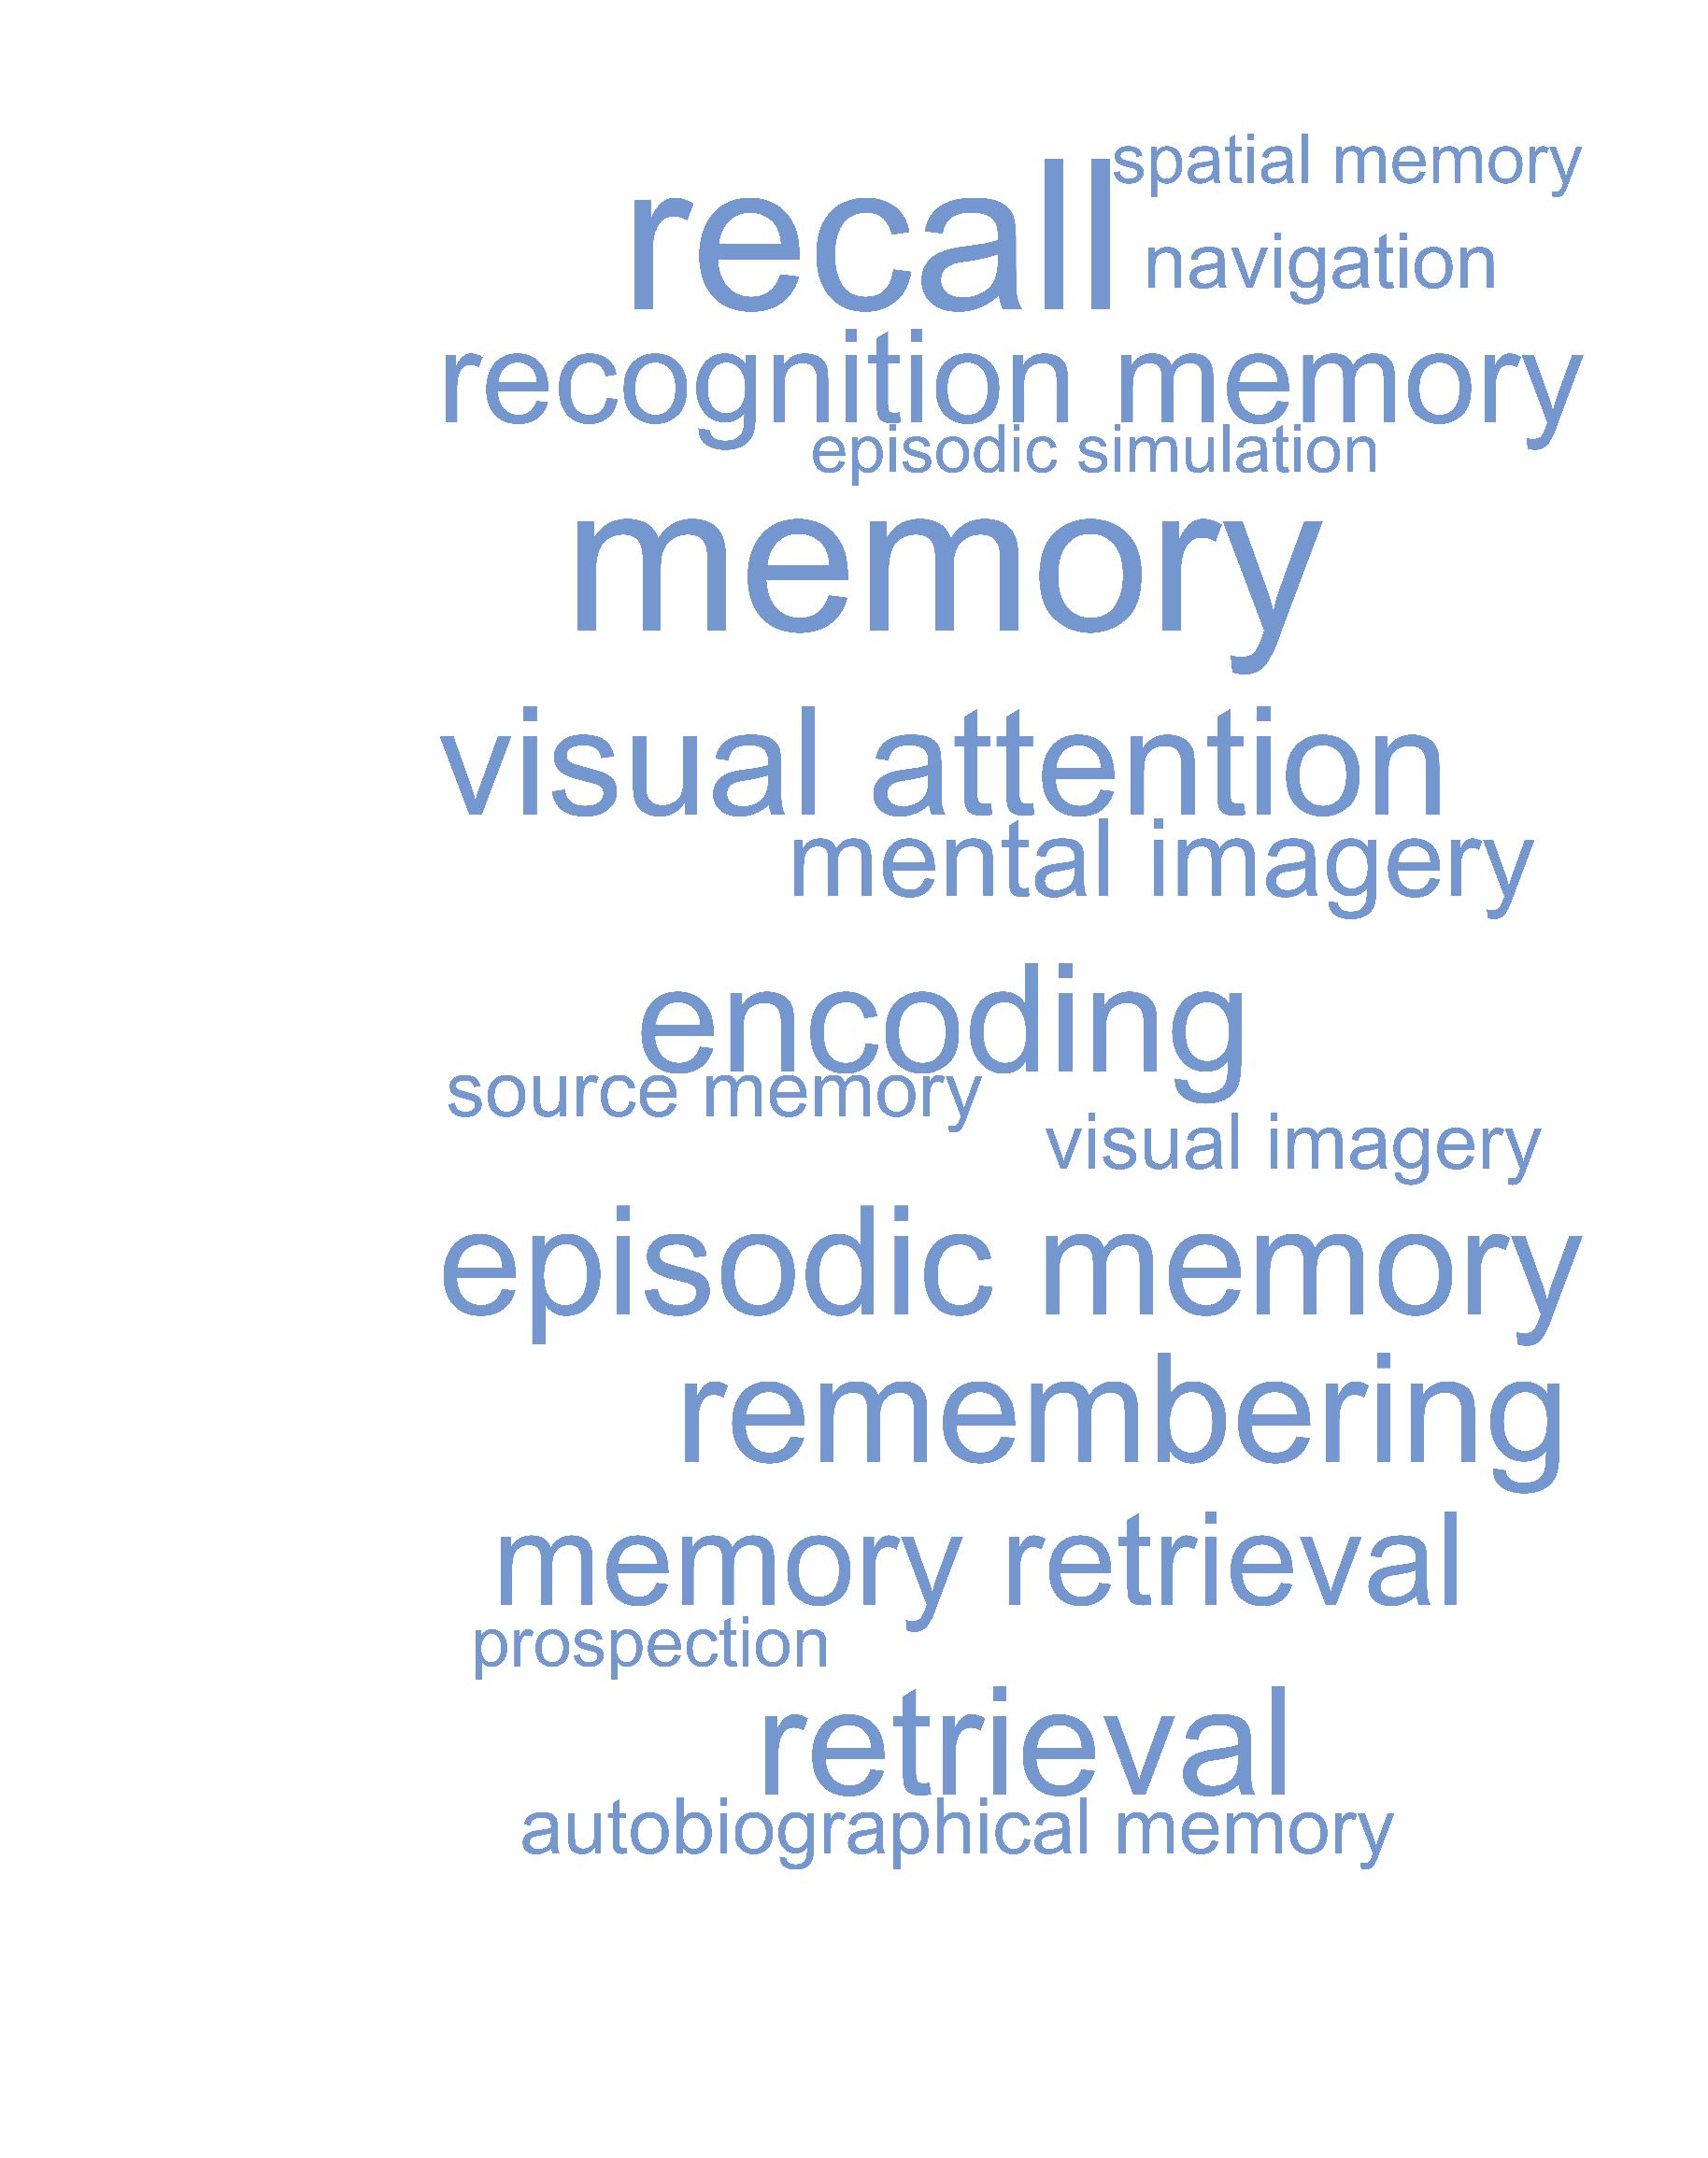 spatial memory
recall
navigation
recognition memory
episodic simulation
memory
visual attention
mental imagery
encoding
source memory
visual imagery
episodic memory
remembering
memory retrieval
prospection
retrieval
autobiographical memory